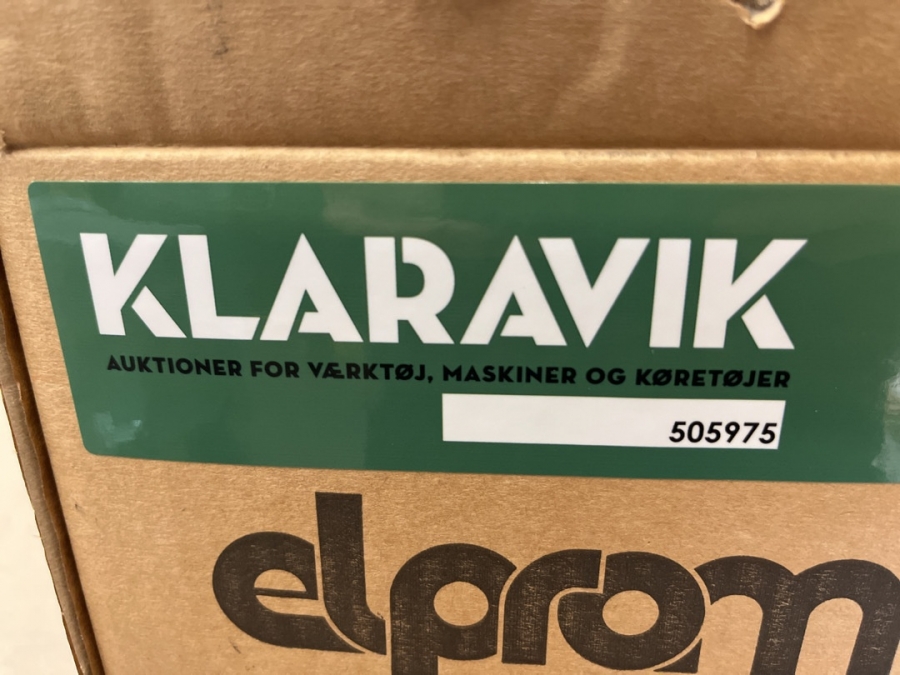 KLARAVIK
AUKTIONER FOR VÆRKTØJ, MASKINER OG KØRETØJER
505975
elprom